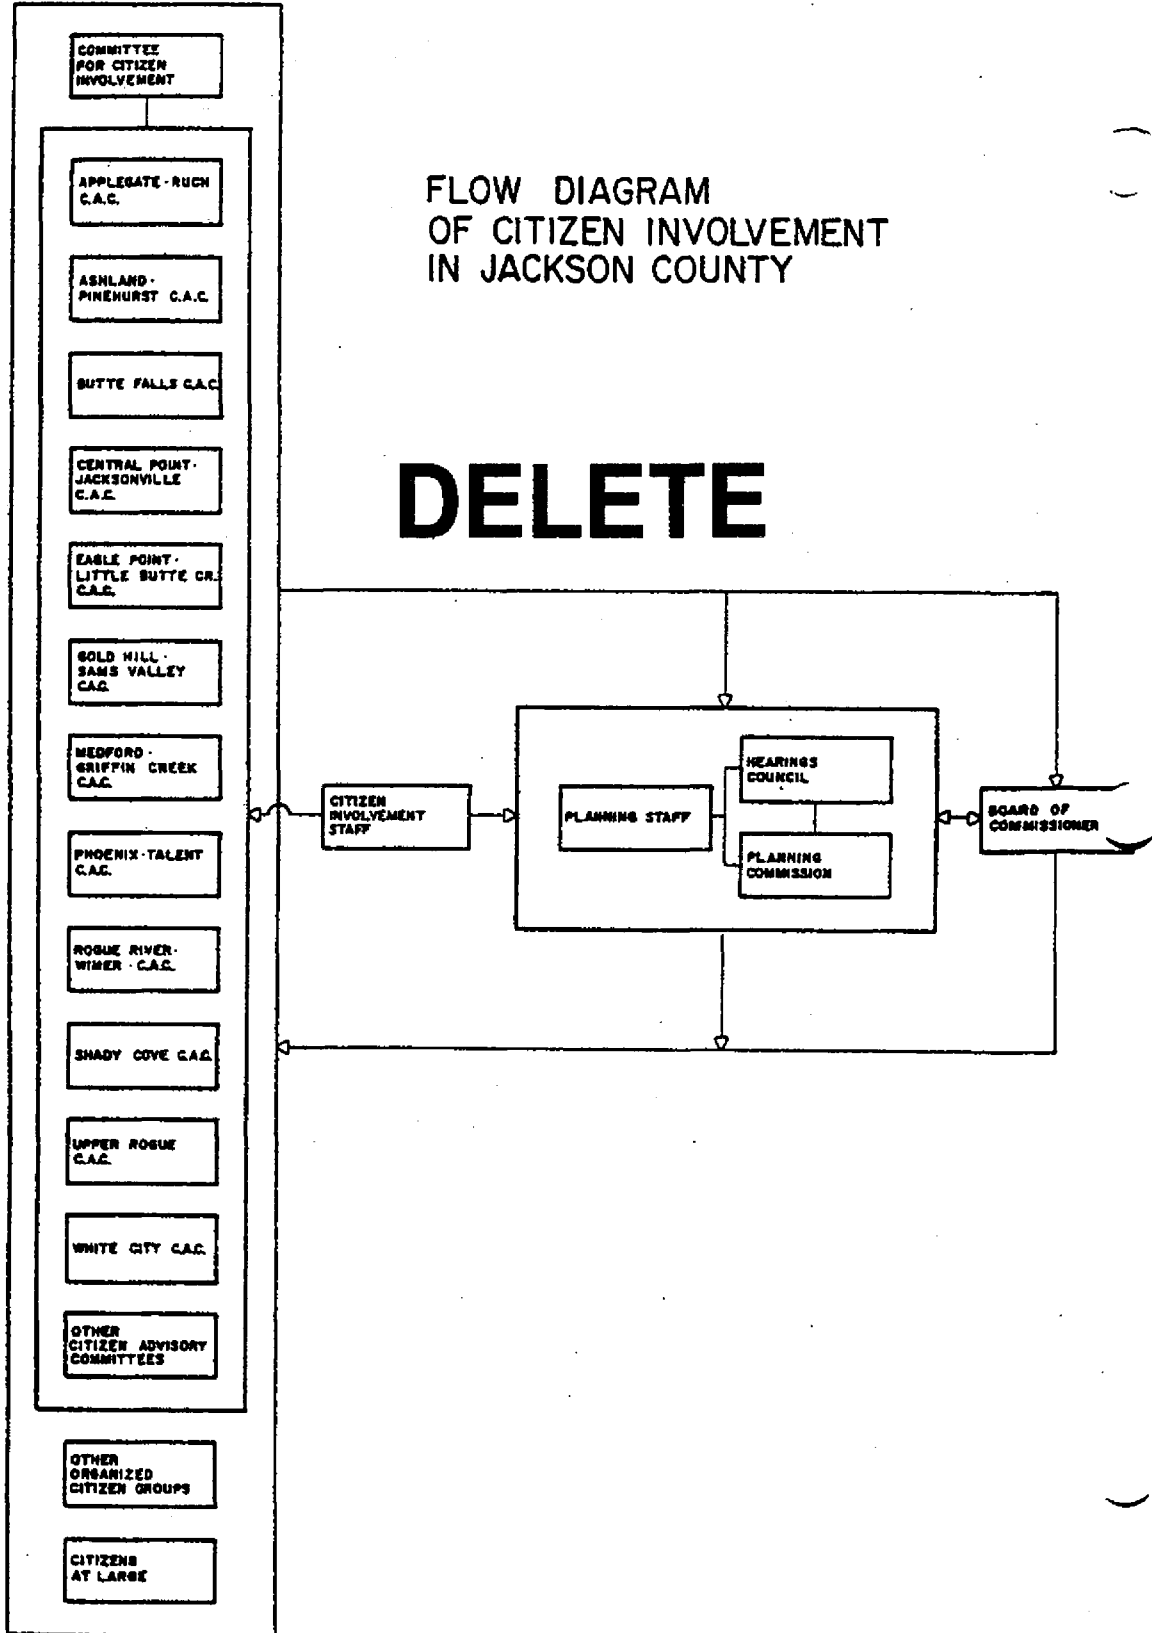 COMMITTEE
FOR CITIZEN
INVOLVEMENT
APPLEGATE-RUCH
C.A.C.
ASHLAND-
PINEHURST C.A.C.
BUTTE FALLS C.A.C.
CENTRAL POINT-
JACKSONVILLE
C.A.C.
EAGLE POINT-
LITTLE BUTTE CR.
C.A.C.
GOLD HILL-
SAMS VALLEY
C.A.C.
MEDFORD-
GRIFFIN CREEK
C.A.C.
PHOENIX-TALENT
C.A.C.
ROGUE RIVER-
WIMER-C.A.C.
SHADY COVE C.A.C.
UPPER ROGUE
C.A.C.
WHITE CITY C.A.C.
OTHER
CITIZEN ADVISORY
COMMITTEES
OTHER
ORGANIZED
CITIZEN GROUPS
CITIZENS
AT LARGE
FLOW DIAGRAM
OF CITIZEN INVOLVEMENT
IN JACKSON COUNTY
DELETE
CITIZEN
INVOLVEMENT
STAFF
PLANNING STAFF
HEARINGS
COUNCIL
PLANNING
COMMISSION
BOARD OF
COMMISSIONER